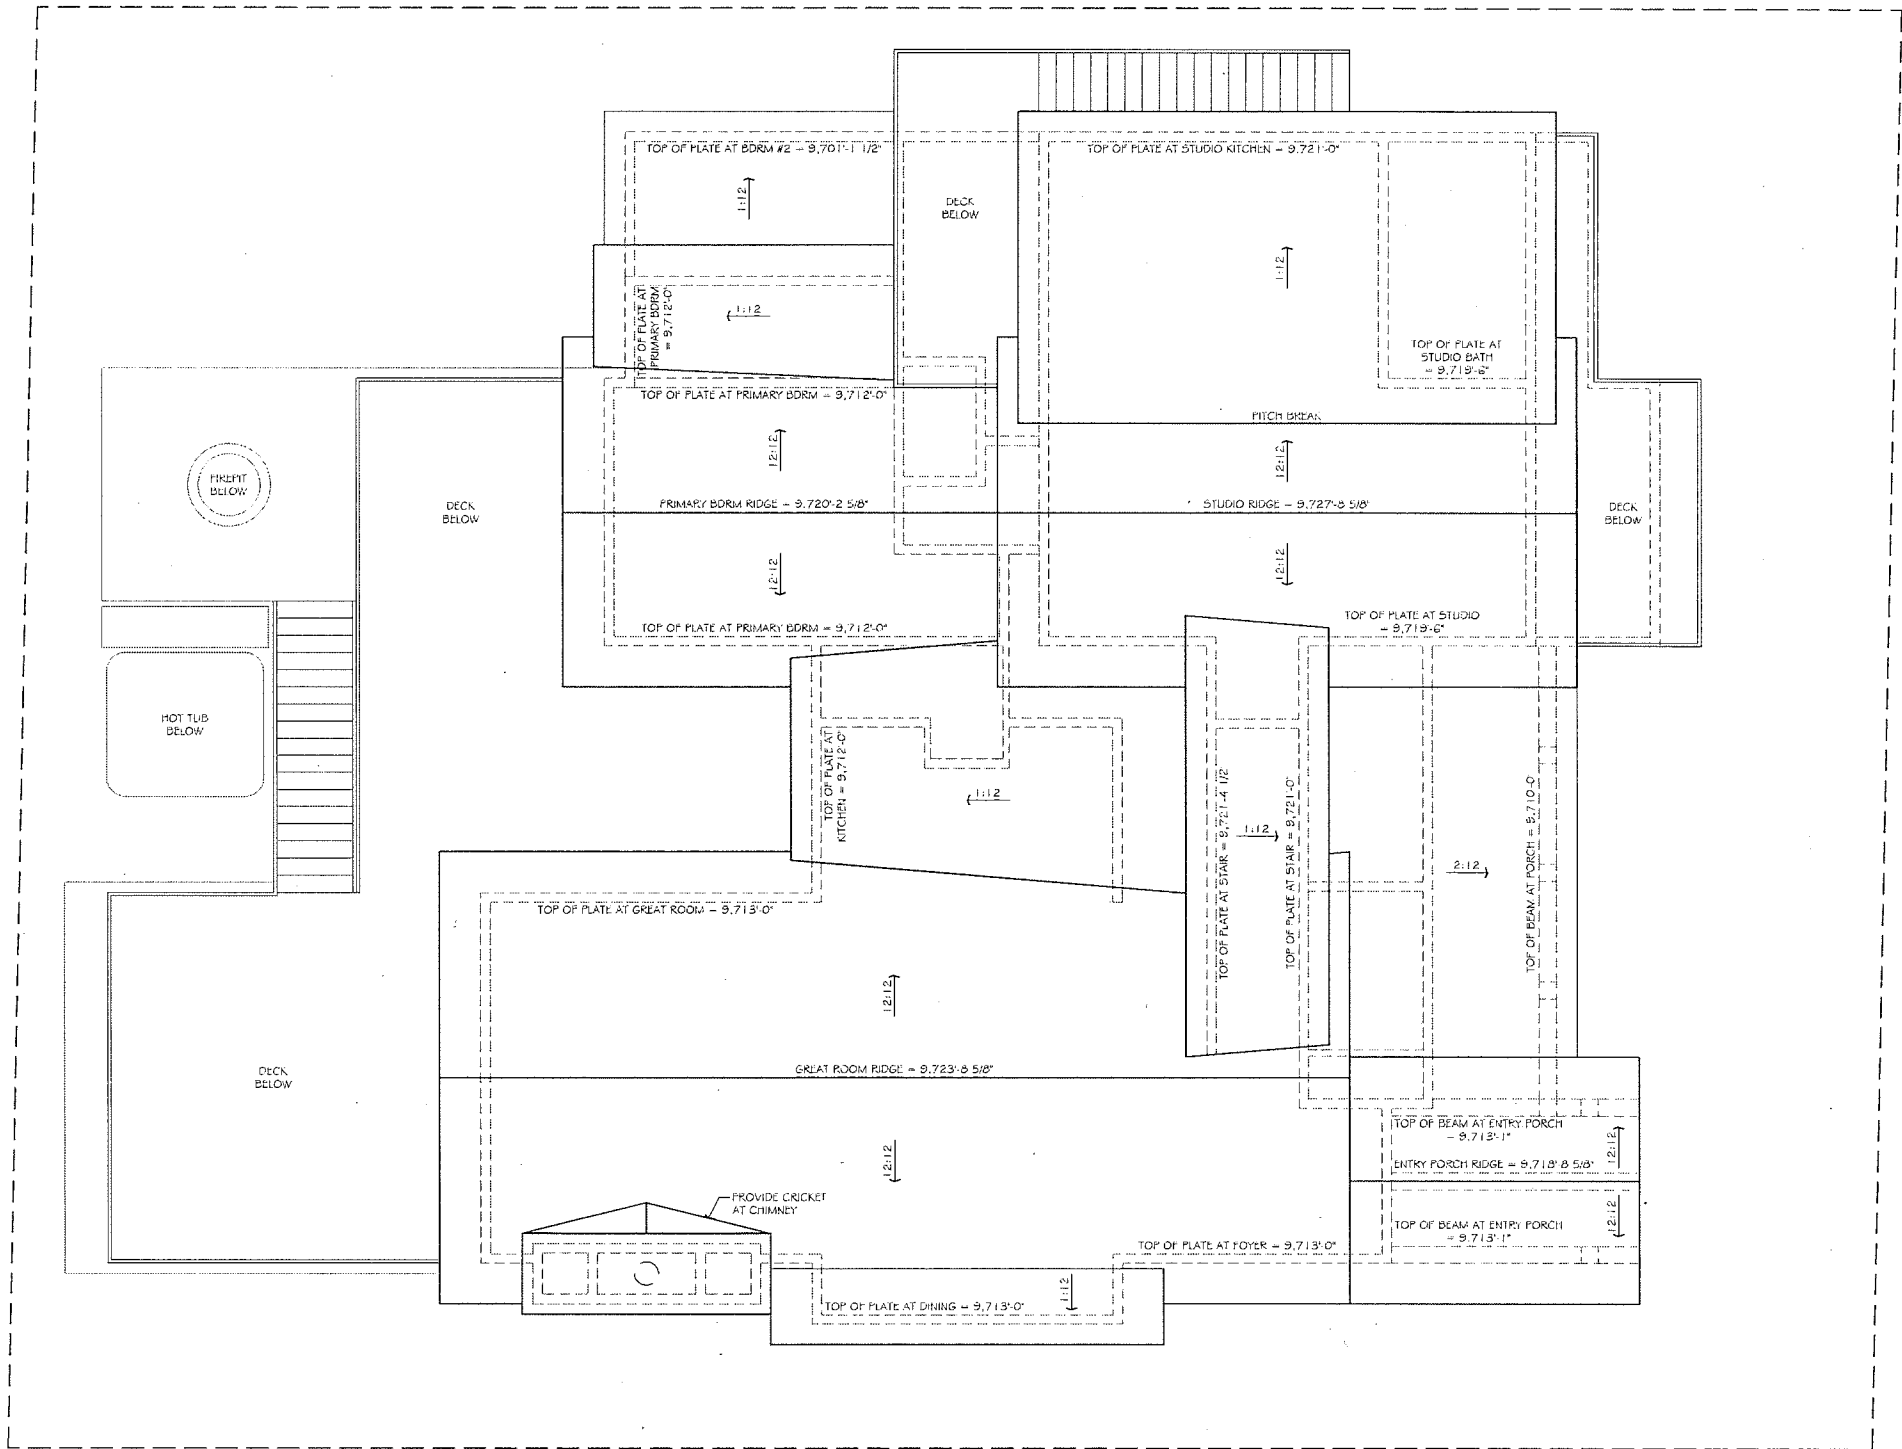 TOP OF PLATE AT BDRM #2 = 9,701'-1 1/2"
TOP OF PLATE AT STUDIO KITCHEN = 9,721'-0"
1:12
DECK
BELOW
1:12
TOP OF PLATE AT
PRIMARY BDRM
= 9,712'-0"
1:12
TOP OF PLATE AT
STUDIO BATH
= 9,719'-6"
TOP OF PLATE AT PRIMARY BDRM = 9,712'-0"
PITCH BREAK
12:12
12:12
FIREPIT
BELOW
DECK
BELOW
PRIMARY BDRM RIDGE = 9,720'-2 5/8"
STUDIO RIDGE = 9,727'-8 5/8"
DECK
BELOW
12:12
12:12
TOP OF PLATE AT PRIMARY BDRM = 9,712'-0"
TOP OF PLATE AT STUDIO
= 9,719'-6"
HOT TUB
BELOW
TOP OF PLATE AT
KITCHEN = 9,712'-0"
1:12
TOP OF PLATE AT STAIR = 9,721'-4 1/2"
1:12
TOP OF PLATE AT STAIR = 9,721'-0"
2:12
TOP OF BEAM AT PORCH = 9,710'-0"
TOP OF PLATE AT GREAT ROOM = 9,713'-0"
12:12
DECK
BELOW
GREAT ROOM RIDGE = 9,723'-8 5/8"
TOP OF BEAM AT ENTRY PORCH
= 9,713'-1"
12:12
ENTRY PORCH RIDGE = 9,718'-8 5/8"
12:12
PROVIDE CRICKET
AT CHIMNEY
TOP OF BEAM AT ENTRY PORCH
= 9,713'-1"
12:12
TOP OF PLATE AT FOYER = 9,713'-0"
1:12
TOP OF PLATE AT DINING = 9,713'-0"